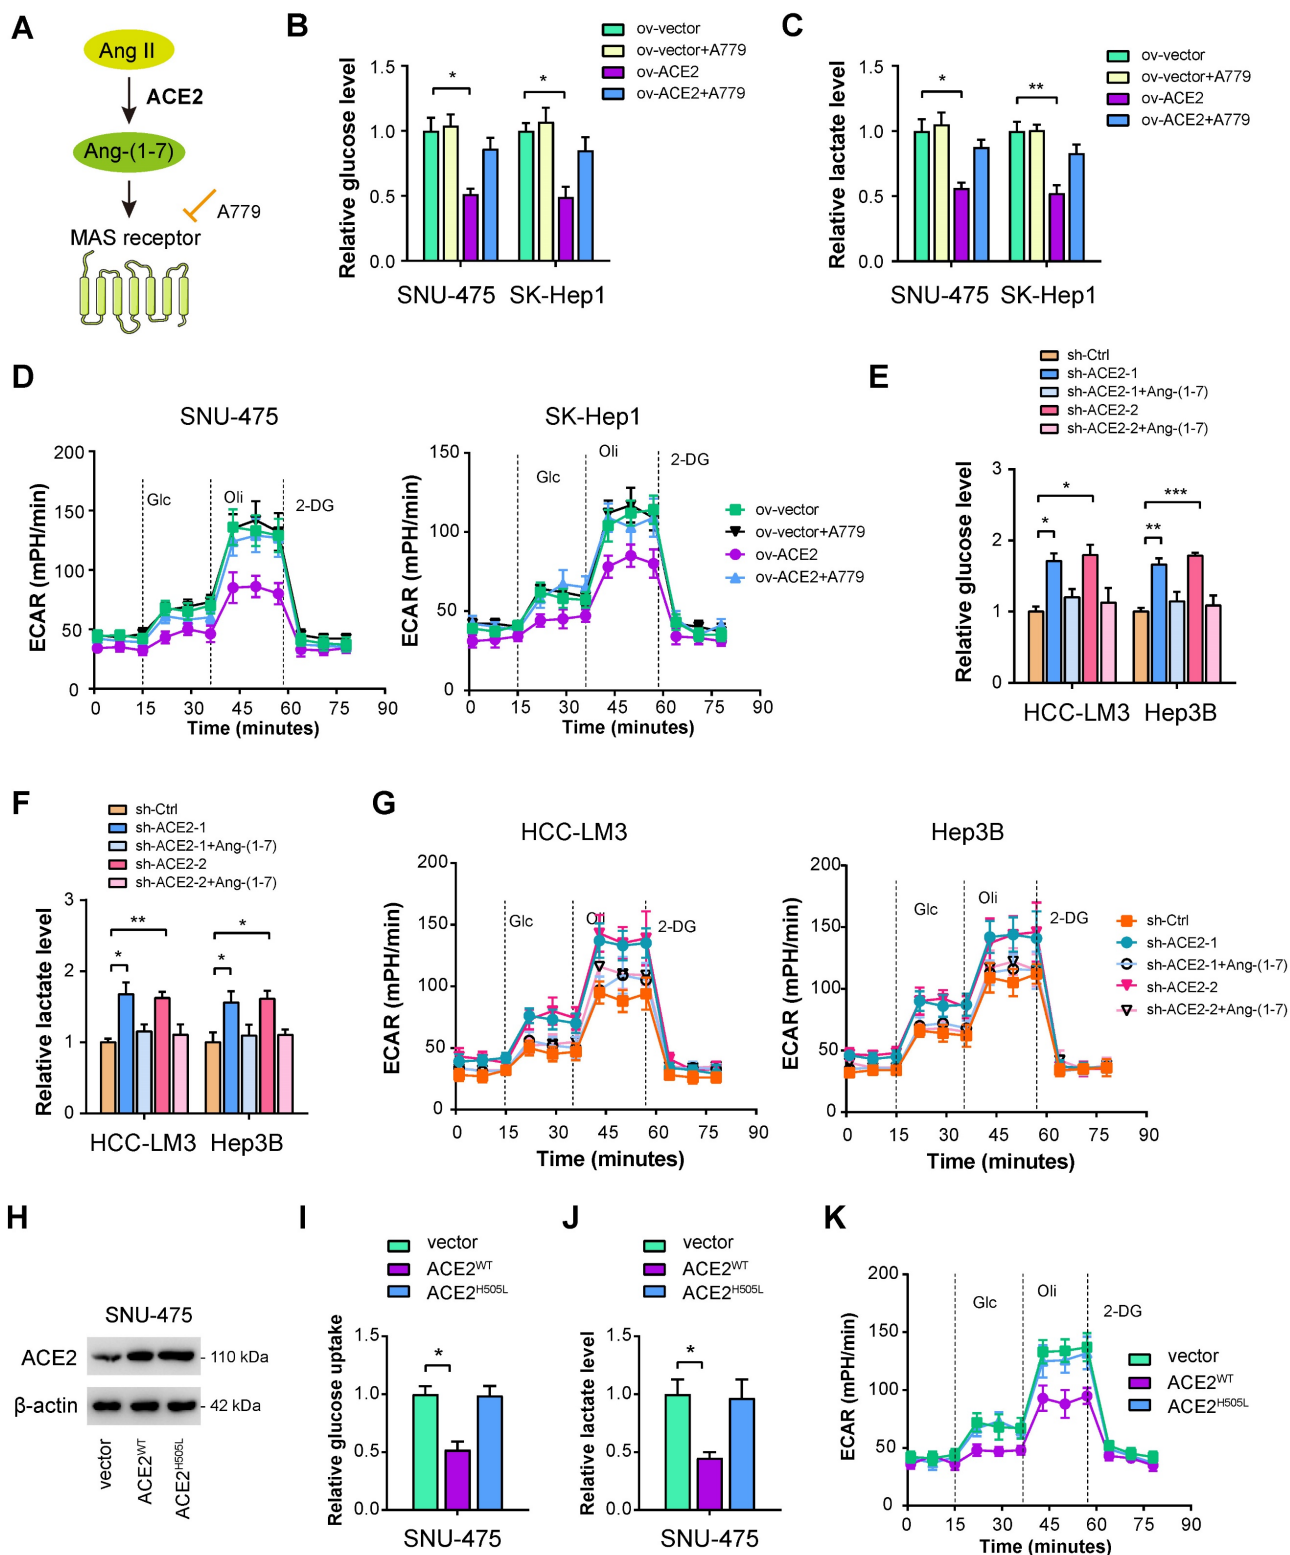 A
Ang II
ACE2
Ang-(1-7)
A779
MAS receptor
B
ov-vector
ov-vector+A779
ov-ACE2
ov-ACE2+A779
Relative glucose level
1.5
1.0
0.5
0.0
*
*
SNU-475
SK-Hep1
C
ov-vector
ov-vector+A779
ov-ACE2
ov-ACE2+A779
Relative lactate level
1.5
1.0
0.5
0.0
*
**
SNU-475
SK-Hep1
D
SNU-475
ECAR (mPH/min)
200
150
100
50
0
Glc
Oli
2-DG
0 15 30 45 60 75 90
Time (minutes)
SK-Hep1
ECAR (mPH/min)
150
100
50
0
Glc
Oli
2-DG
0 15 30 45 60 75 90
Time (minutes)
ov-vector
ov-vector+A779
ov-ACE2
ov-ACE2+A779
E
sh-Ctrl
sh-ACE2-1
sh-ACE2-1+Ang-(1-7)
sh-ACE2-2
sh-ACE2-2+Ang-(1-7)
Relative glucose level
3
2
1
0
*
*
***
**
HCC-LM3
Hep3B
F
sh-Ctrl
sh-ACE2-1
sh-ACE2-1+Ang-(1-7)
sh-ACE2-2
sh-ACE2-2+Ang-(1-7)
Relative lactate level
3
2
1
0
**
*
*
*
HCC-LM3
Hep3B
G
HCC-LM3
ECAR (mPH/min)
200
150
100
50
0
Glc
Oli
2-DG
0 15 30 45 60 75 90
Time (minutes)
Hep3B
ECAR (mPH/min)
200
150
100
50
0
Glc
Oli
2-DG
0 15 30 45 60 75 90
Time (minutes)
sh-Ctrl
sh-ACE2-1
sh-ACE2-1+Ang-(1-7)
sh-ACE2-2
sh-ACE2-2+Ang-(1-7)
H
SNU-475
ACE2
- 110 kDa
β-actin
- 42 kDa
vector
ACE2WT
ACE2H505L
I
vector
ACE2WT
ACE2H505L
Relative glucose uptake
1.5
1.0
0.5
0.0
*
SNU-475
J
vector
ACE2WT
ACE2H505L
Relative lactate level
1.5
1.0
0.5
0.0
*
SNU-475
K
ECAR (mPH/min)
200
150
100
50
0
Glc
Oli
2-DG
0 15 30 45 60 75 90
Time (minutes)
vector
ACE2WT
ACE2H505L